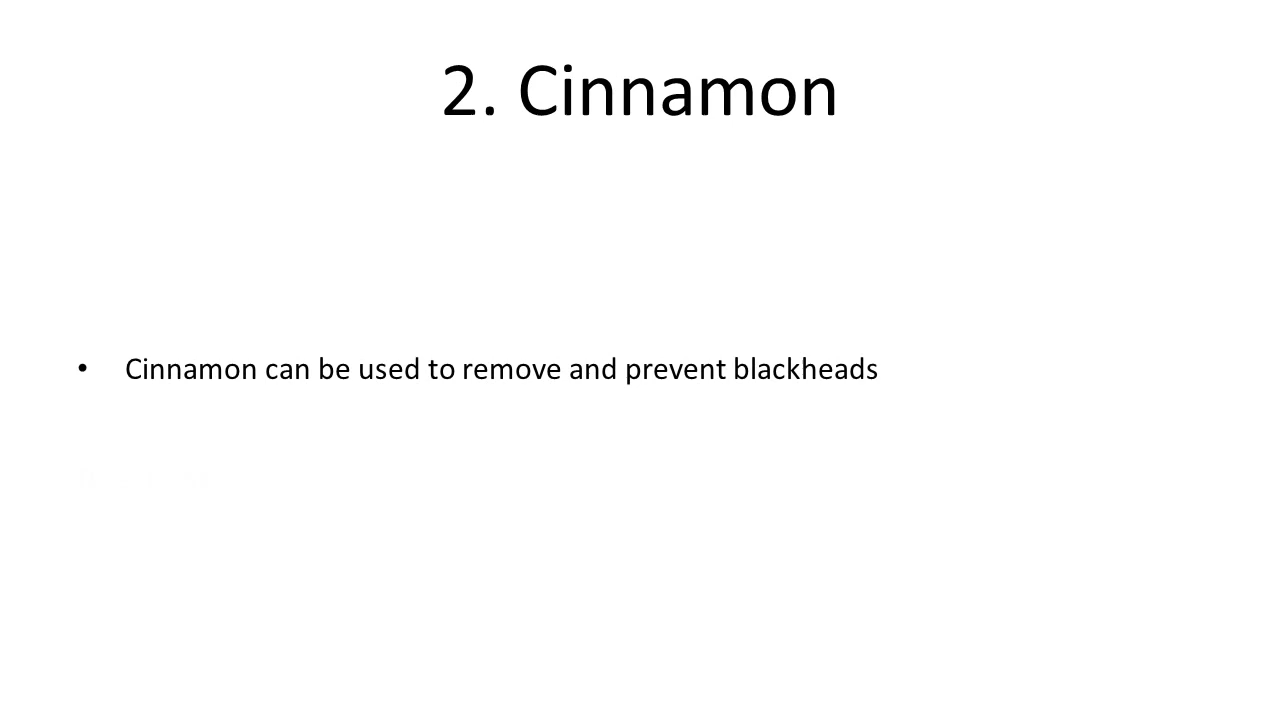 2. Cinnamon
• Cinnamon can be used to remove and prevent blackheads